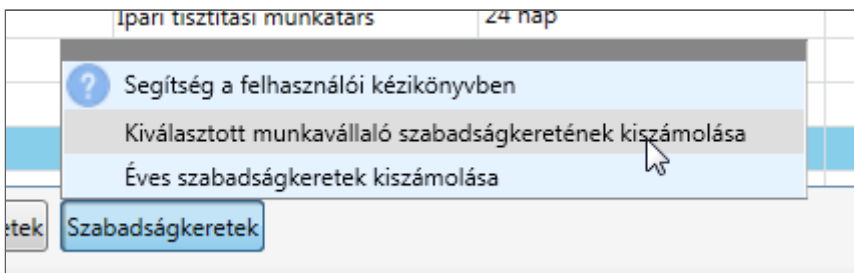 Ipari tisztítási munkatárs 24 nap
Segítség a felhasználói kézikönyvben
Kiválasztott munkavállaló szabadságkeretének kiszámolása
Éves szabadságkeretek kiszámolása
etek Szabadságkeretek